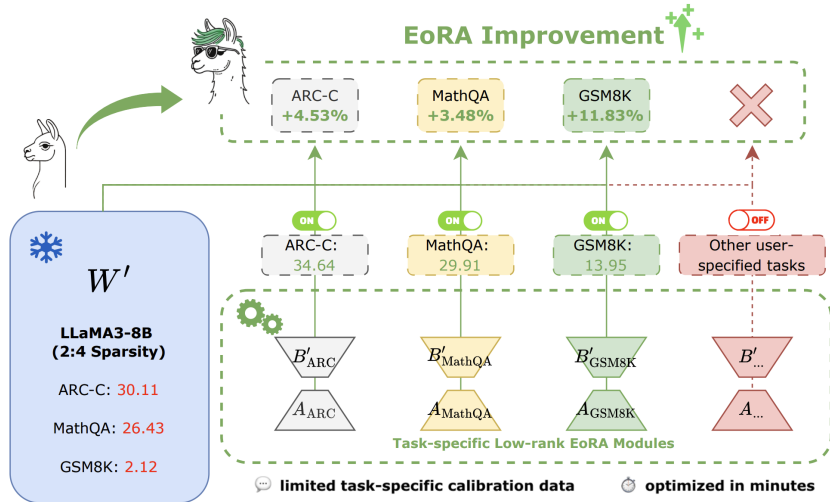 EoRA Improvement
ARC-C
+4.53%
MathQA
+3.48%
GSM8K
+11.83%
ON
ON
ON
OFF
ARC-C:
34.64
MathQA:
29.91
GSM8K:
13.95
Other user-
specified tasks
W′
LLaMA3-8B
(2:4 Sparsity)
ARC-C: 30.11
MathQA: 26.43
GSM8K: 2.12
B′ARC
B′MathQA
B′GSM8K
B′...
AARC
AMathQA
AGSM8K
A...
Task-specific Low-rank EoRA Modules
limited task-specific calibration data
optimized in minutes